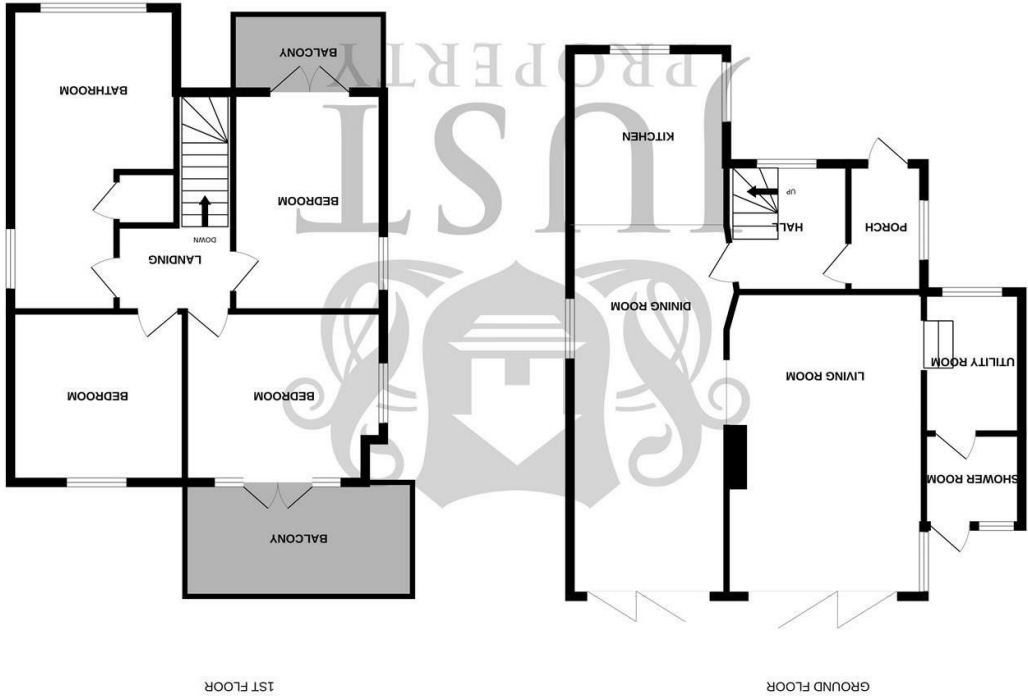 GROUND FLOOR
1ST FLOOR
BALCONY
SHOWER ROOM
UTILITY ROOM
LIVING ROOM
DINING ROOM
BEDROOM
BEDROOM
LANDING
DOWN
PORCH
HALL
UP
BEDROOM
KITCHEN
BATHROOM
BALCONY
JUST
PROPERTY